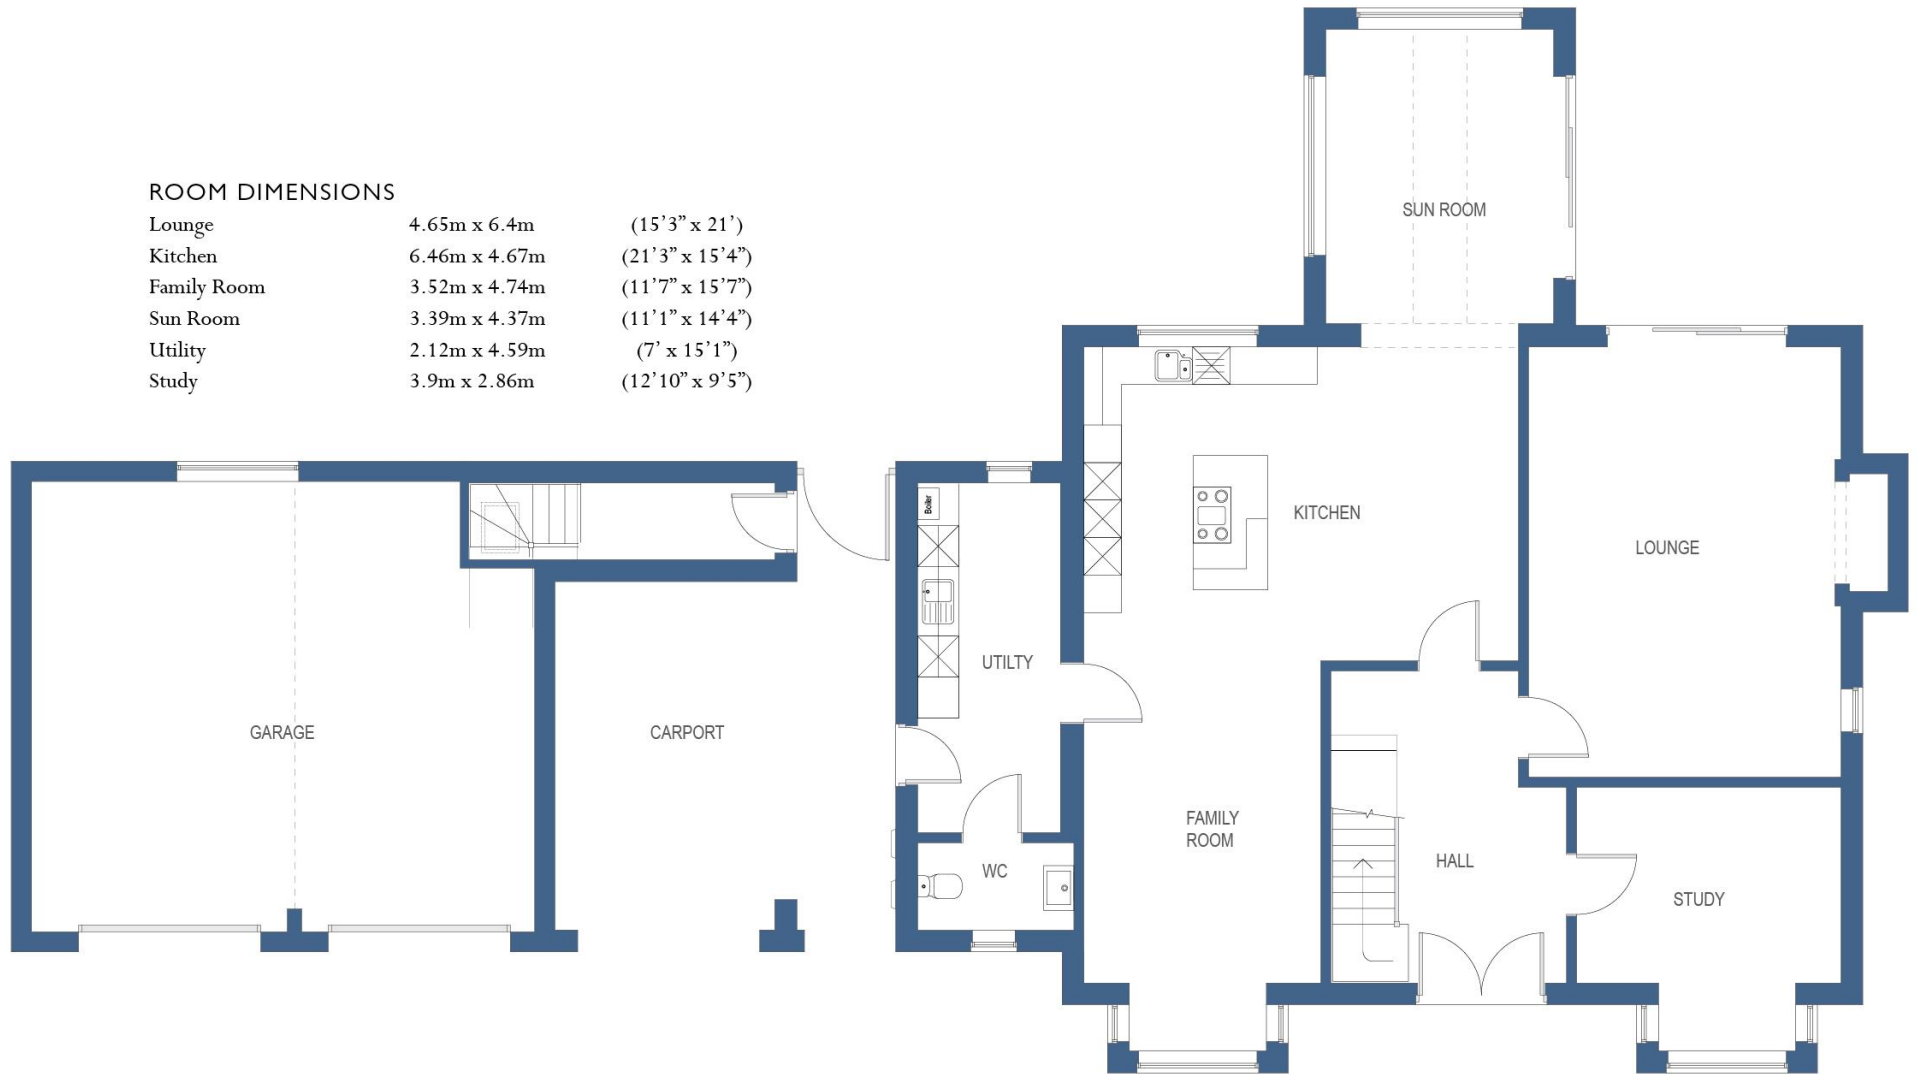 ROOM DIMENSIONS
Lounge 4.65m x 6.4m (15’3” x 21’)
Kitchen 6.46m x 4.67m (21’3” x 15’4”)
Family Room 3.52m x 4.74m (11’7” x 15’7”)
Sun Room 3.39m x 4.37m (11’1” x 14’4”)
Utility 2.12m x 4.59m (7’ x 15’1”)
Study 3.9m x 2.86m (12’10” x 9’5”)
SUN ROOM
Boiler
KITCHEN
LOUNGE
UTILTY
GARAGE
CARPORT
FAMILY
ROOM
HALL
WC
STUDY